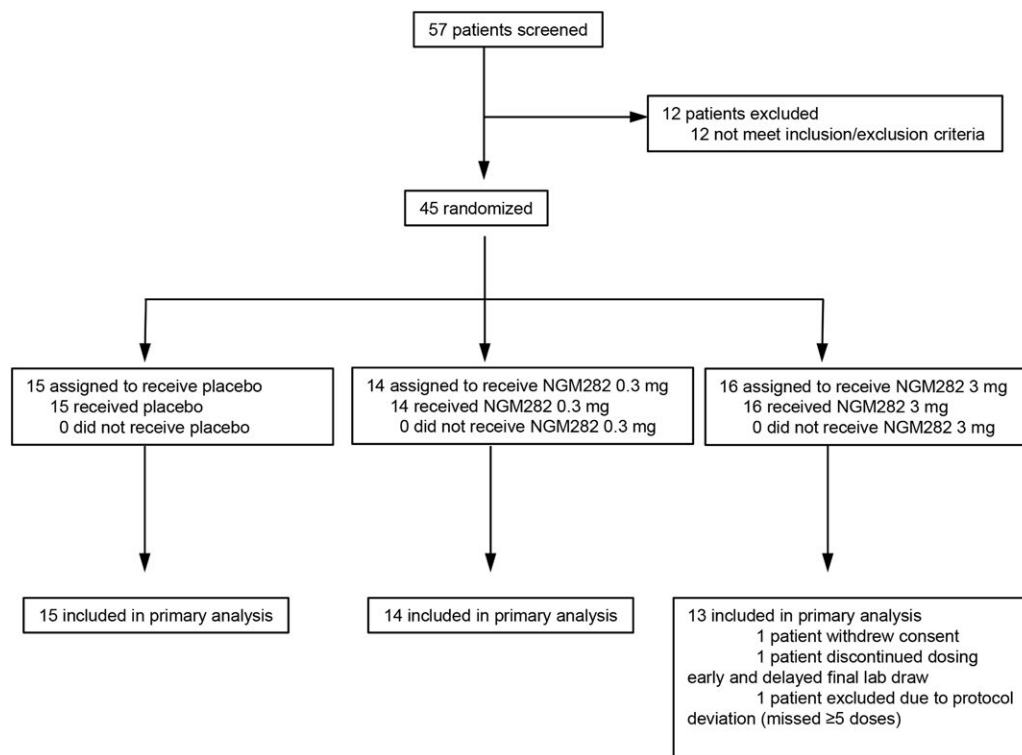 57 patients screened
12 patients excluded
12 not meet inclusion/exclusion criteria
45 randomized
15 assigned to receive placebo
15 received placebo
0 did not receive placebo
14 assigned to receive NGM282 0.3 mg
14 received NGM282 0.3 mg
0 did not receive NGM282 0.3 mg
16 assigned to receive NGM282 3 mg
16 received NGM282 3 mg
0 did not receive NGM282 3 mg
15 included in primary analysis
14 included in primary analysis
13 included in primary analysis
1 patient withdrew consent
1 patient discontinued dosing
early and delayed final lab draw
1 patient excluded due to protocol
deviation (missed ≥5 doses)